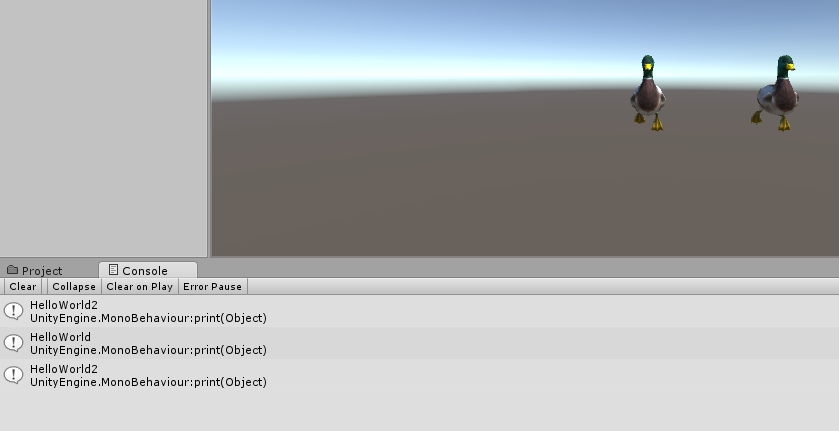 Project
Console
Clear
Collapse
Clear on Play
Error Pause
HelloWorld2
UnityEngine.MonoBehaviour:print(Object)
HelloWorld
UnityEngine.MonoBehaviour:print(Object)
HelloWorld2
UnityEngine.MonoBehaviour:print(Object)